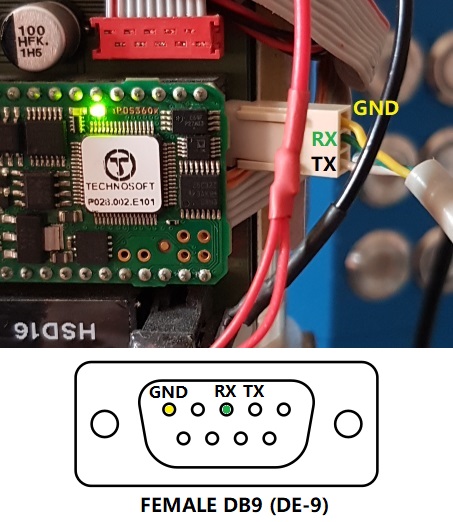 100
HFK.
1H5
iPOS360x
TECHNOSOFT
P028.002.E101
HSD16
GND
RX
TX
GND RX TX
FEMALE DB9 (DE-9)